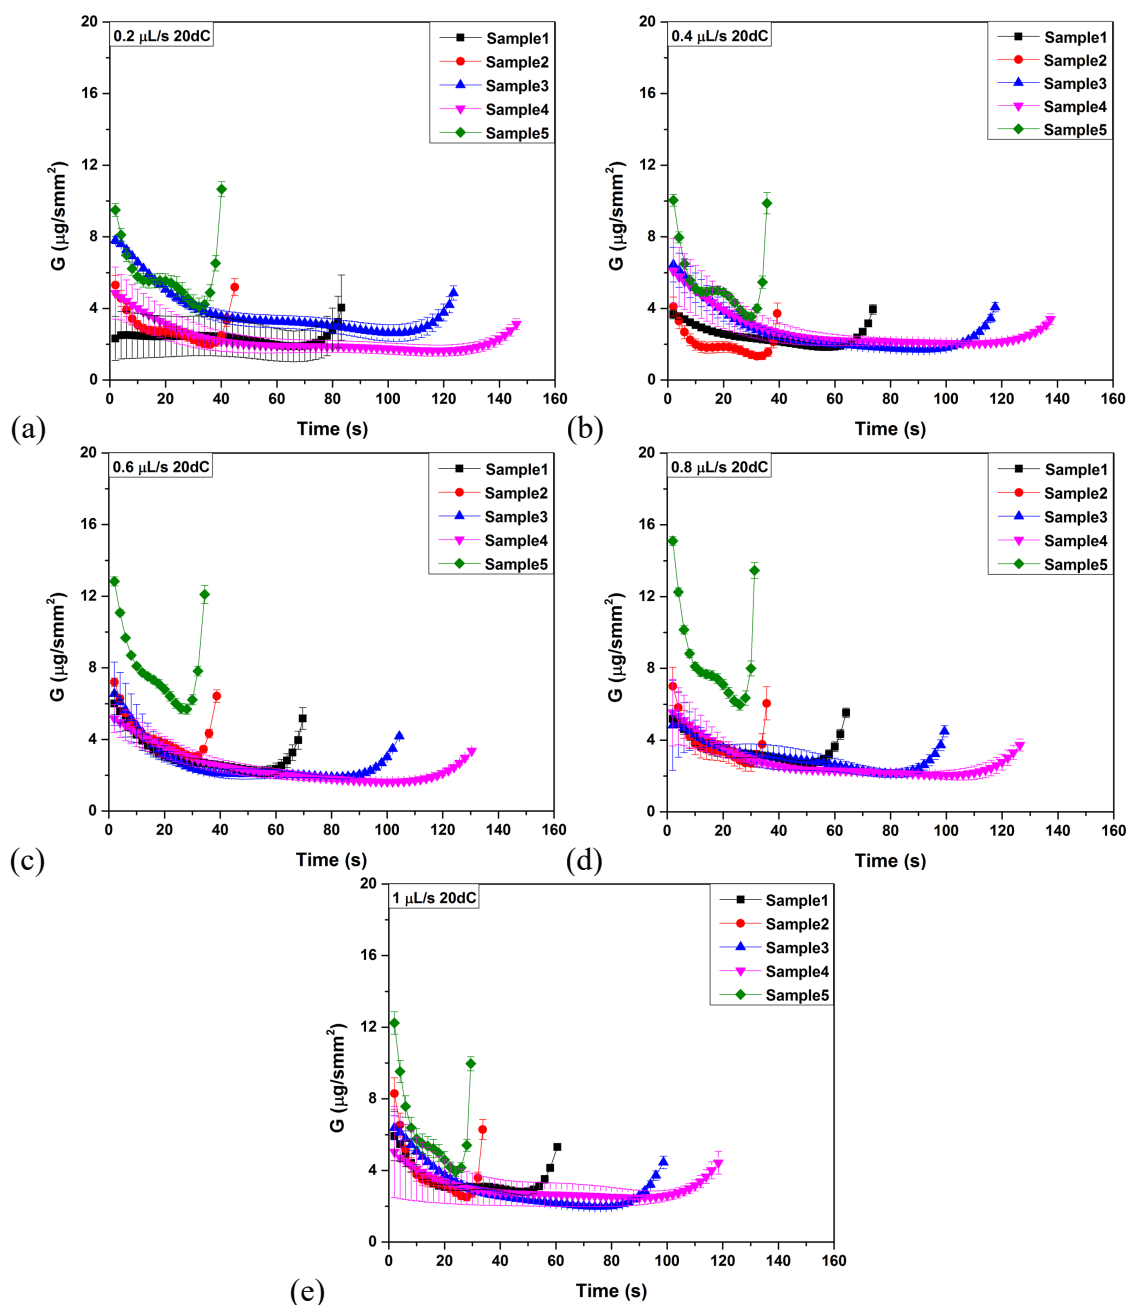 0.2 μL/s 20dC
Sample1
Sample2
Sample3
Sample4
Sample5
20
16
12
8
4
0
G (μg/smm²)
0 20 40 60 80 100 120 140 160
Time (s)
(a)
0.4 μL/s 20dC
Sample1
Sample2
Sample3
Sample4
Sample5
20
16
12
8
4
0
G (μg/smm²)
0 20 40 60 80 100 120 140 160
Time (s)
(b)
0.6 μL/s 20dC
Sample1
Sample2
Sample3
Sample4
Sample5
20
16
12
8
4
0
G (μg/smm²)
0 20 40 60 80 100 120 140 160
Time (s)
(c)
0.8 μL/s 20dC
Sample1
Sample2
Sample3
Sample4
Sample5
20
16
12
8
4
0
G (μg/smm²)
0 20 40 60 80 100 120 140 160
Time (s)
(d)
1 μL/s 20dC
Sample1
Sample2
Sample3
Sample4
Sample5
20
16
12
8
4
0
G (μg/smm²)
0 20 40 60 80 100 120 140 160
Time (s)
(e)